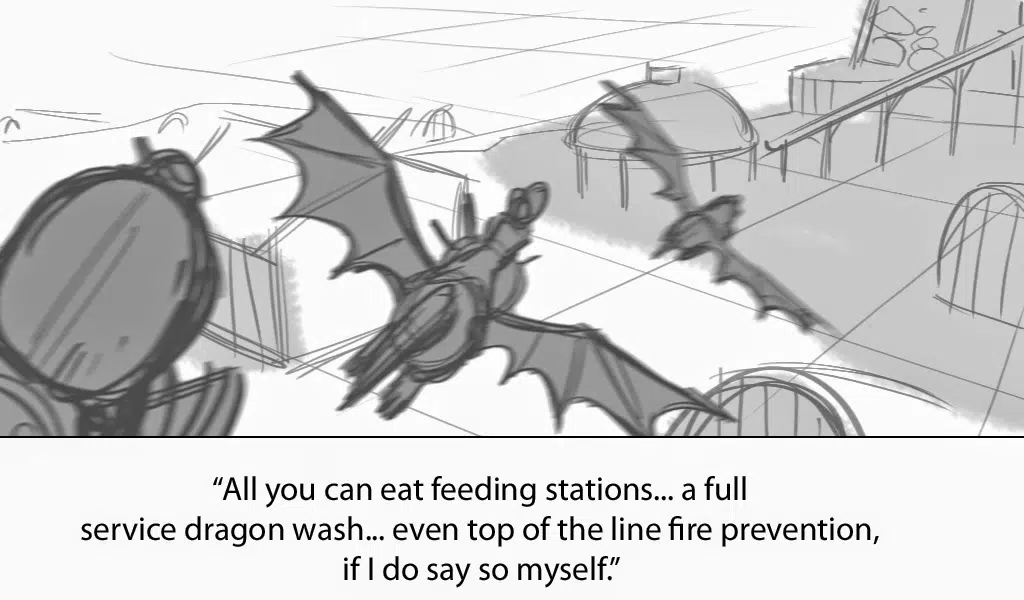 “All you can eat feeding stations... a full
service dragon wash... even top of the line fire prevention,
if I do say so myself.”